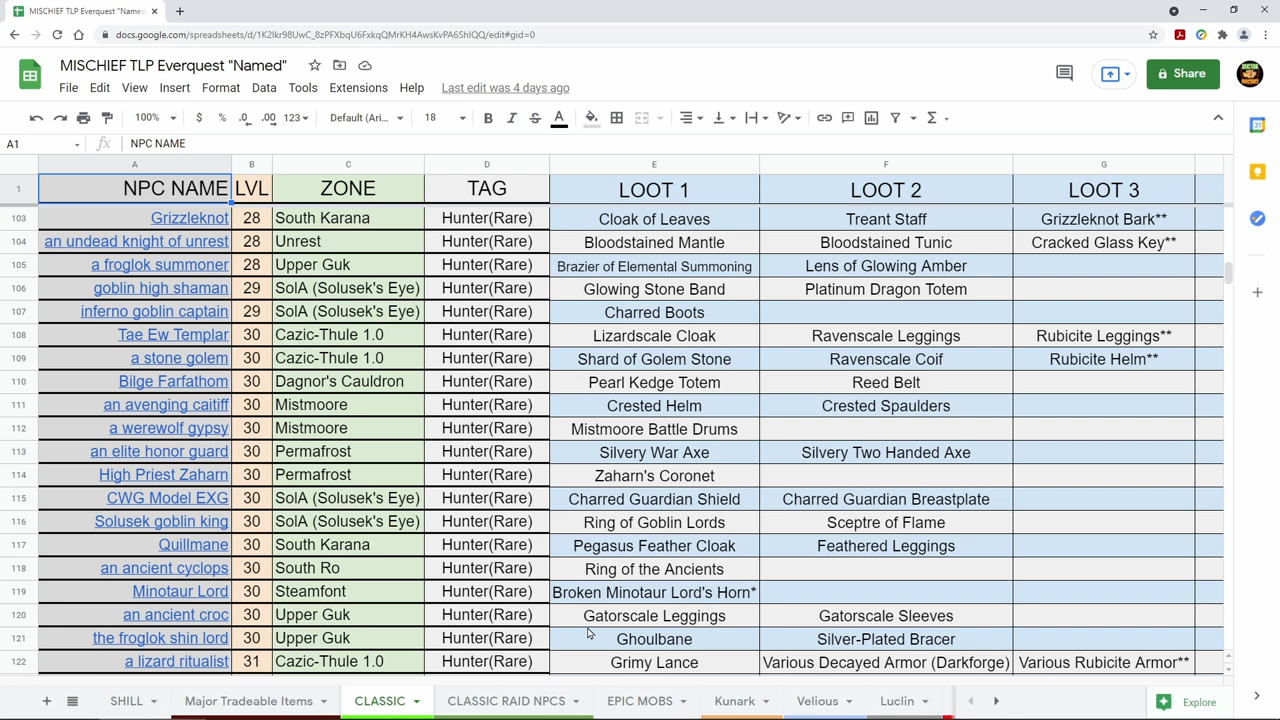 MISCHIEF TLP Everquest "Named
docs.google.com/spreadsheets/d/1K2Ikr98UwC_8zPFXbqU6FxkqQMrKH4AwsKvPA6ShIQQ/edit#gid=0
MISCHIEF TLP Everquest "Named"
File Edit View Insert Format Data Tools Extensions Help Last edit was 4 days ago
Share
100% $ % .0 .00 123 Default (Ari... 18 B I S A
A1 fx NPC NAME
A B C D E F G
1 NPC NAME LVL ZONE TAG LOOT 1 LOOT 2 LOOT 3
103 Grizzleknot 28 South Karana Hunter(Rare) Cloak of Leaves Treant Staff Grizzleknot Bark**
104 an undead knight of unrest 28 Unrest Hunter(Rare) Bloodstained Mantle Bloodstained Tunic Cracked Glass Key**
105 a froglok summoner 28 Upper Guk Hunter(Rare) Brazier of Elemental Summoning Lens of Glowing Amber
106 goblin high shaman 29 SolA (Solusek's Eye) Hunter(Rare) Glowing Stone Band Platinum Dragon Totem
107 inferno goblin captain 29 SolA (Solusek's Eye) Hunter(Rare) Charred Boots
108 Tae Ew Templar 30 Cazic-Thule 1.0 Hunter(Rare) Lizardscale Cloak Ravenscale Leggings Rubicite Leggings**
109 a stone golem 30 Cazic-Thule 1.0 Hunter(Rare) Shard of Golem Stone Ravenscale Coif Rubicite Helm**
110 Bilge Farfathom 30 Dagnor's Cauldron Hunter(Rare) Pearl Kedge Totem Reed Belt
111 an avenging caitiff 30 Mistmoore Hunter(Rare) Crested Helm Crested Spaulders
112 a werewolf gypsy 30 Mistmoore Hunter(Rare) Mistmoore Battle Drums
113 an elite honor guard 30 Permafrost Hunter(Rare) Silvery War Axe Silvery Two Handed Axe
114 High Priest Zaharn 30 Permafrost Hunter(Rare) Zaharn's Coronet
115 CWG Model EXG 30 SolA (Solusek's Eye) Hunter(Rare) Charred Guardian Shield Charred Guardian Breastplate
116 Solusek goblin king 30 SolA (Solusek's Eye) Hunter(Rare) Ring of Goblin Lords Sceptre of Flame
117 Quillmane 30 South Karana Hunter(Rare) Pegasus Feather Cloak Feathered Leggings
118 an ancient cyclops 30 South Ro Hunter(Rare) Ring of the Ancients
119 Minotaur Lord 30 Steamfont Hunter(Rare) Broken Minotaur Lord's Horn*
120 an ancient croc 30 Upper Guk Hunter(Rare) Gatorscale Leggings Gatorscale Sleeves
121 the froglok shin lord 30 Upper Guk Hunter(Rare) Ghoulbane Silver-Plated Bracer
122 a lizard ritualist 31 Cazic-Thule 1.0 Hunter(Rare) Grimy Lance Various Decayed Armor (Darkforge) Various Rubicite Armor**
SHILL Major Tradeable Items CLASSIC CLASSIC RAID NPCS EPIC MOBS Kunark Velious Luclin Explore